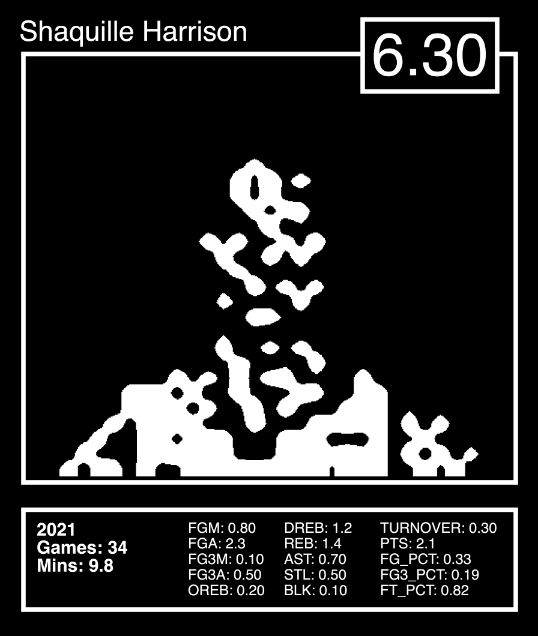 Shaquille Harrison
6.30
2021
Games: 34
Mins: 9.8
FGM: 0.80
FGA: 2.3
FG3M: 0.10
FG3A: 0.50
OREB: 0.20
DREB: 1.2
REB: 1.4
AST: 0.70
STL: 0.50
BLK: 0.10
TURNOVER: 0.30
PTS: 2.1
FG_PCT: 0.33
FG3_PCT: 0.19
FT_PCT: 0.82